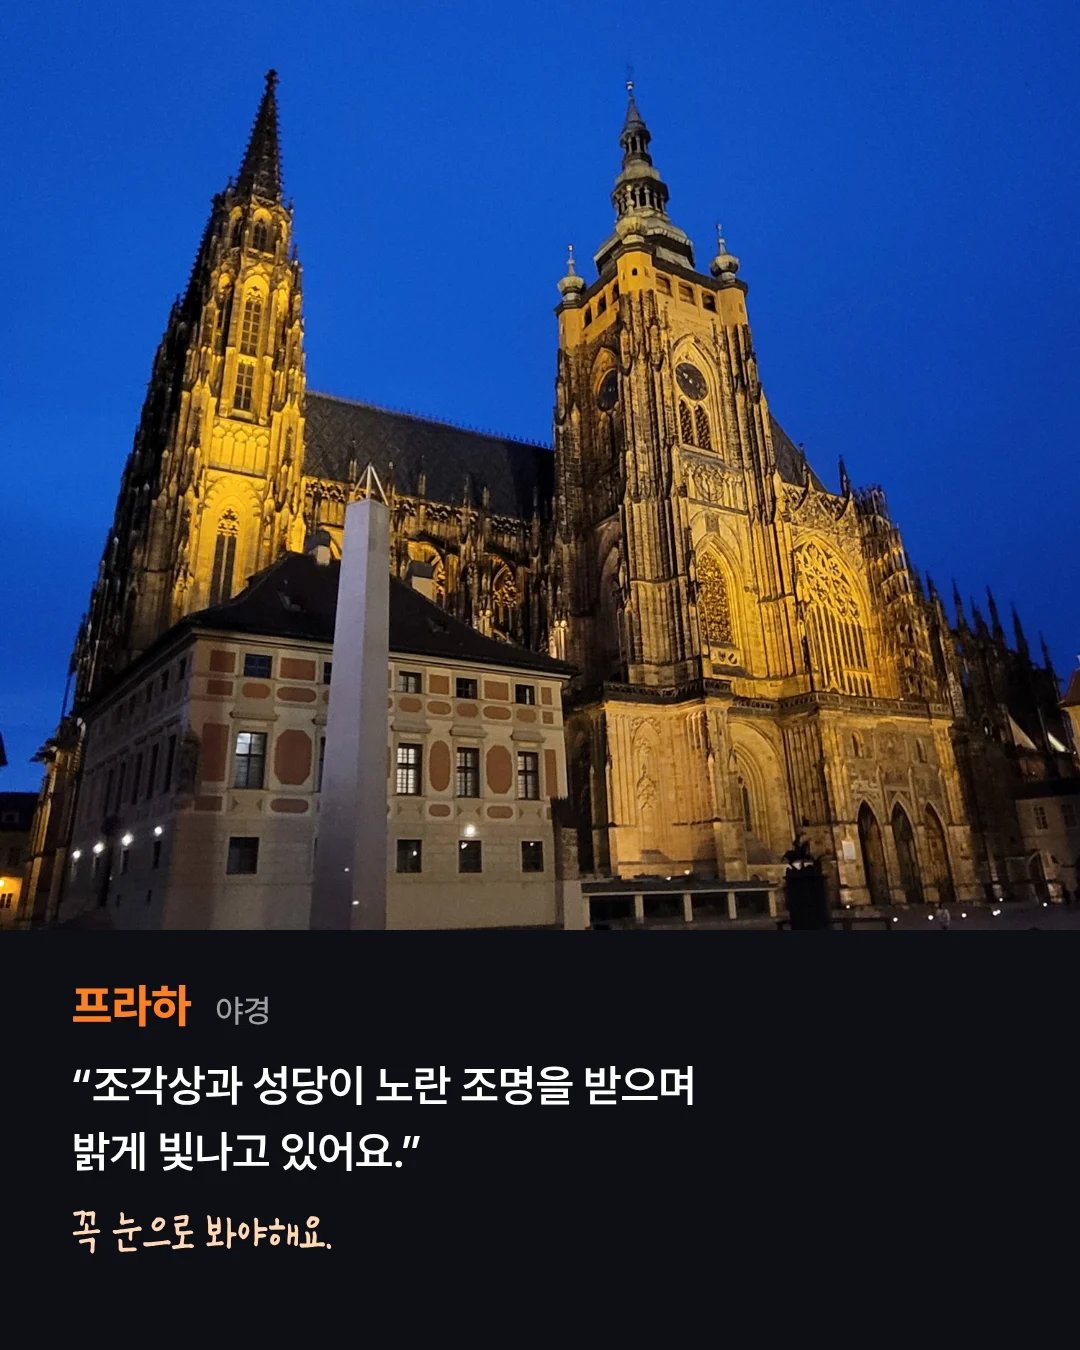 프라하 야경
“조각상과 성당이 노란 조명을 받으며
밝게 빛나고 있어요.”
꼭 눈으로 봐야해요.